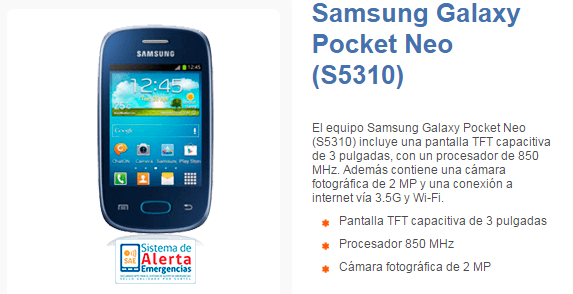 Samsung Galaxy
Pocket Neo
(S5310)
El equipo Samsung Galaxy Pocket Neo
(S5310) incluye una pantalla TFT capacitiva
de 3 pulgadas, con un procesador de 850
MHz. Además contiene una cámara
fotográfica de 2 MP y una conexión a
internet vía 3.5G y Wi-Fi.
Pantalla TFT capacitiva de 3 pulgadas
Procesador 850 MHz
Cámara fotográfica de 2 MP
SAMSUNG
12:45
Google
ChatON
Camera
Samsung
Play Store
Sistema de
Alerta
Emergencias
SAE